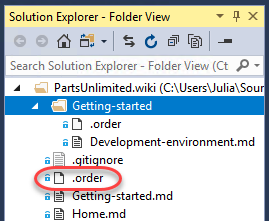 Solution Explorer - Folder View
Search Solution Explorer - Folder View (Ct
PartsUnlimited.wiki (C:\Users\Julia\Sour
Getting-started
.order
Development-environment.md
.gitignore
.order
Getting-started.md
Home.md